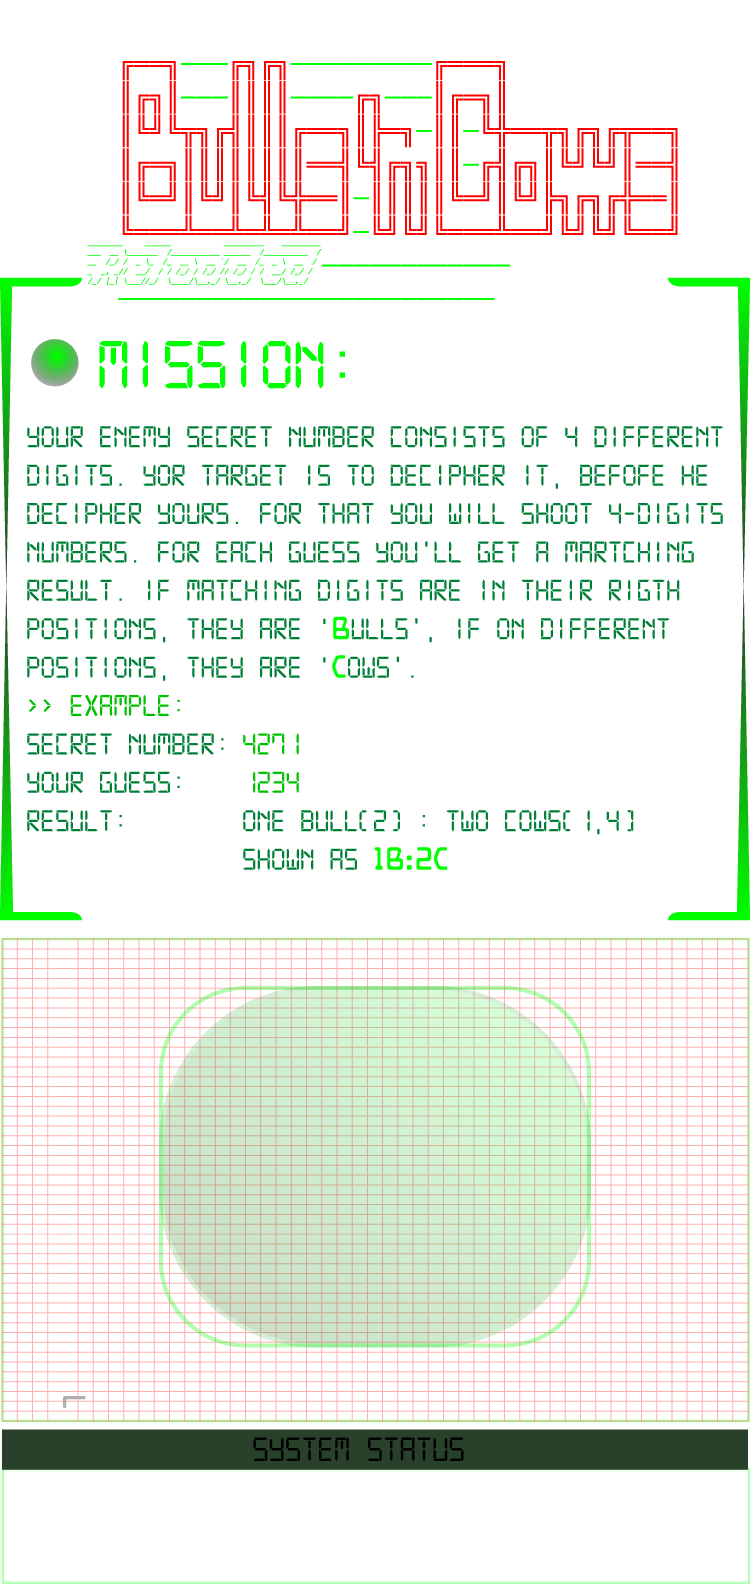 Bulls'n'Cows
Reloaded
MISSION:
YOUR ENEMY SECRET NUMBER CONSISTS OF 4 DIFFERENT
DIGITS. YOR TARGET IS TO DECIPHER IT, BEFOFE HE
DECIPHER YOURS. FOR THAT YOU WILL SHOOT 4-DIGITS
NUMBERS. FOR EACH GUESS YOU'LL GET A MARTCHING
RESULT. IF MATCHING DIGITS ARE IN THEIR RIGTH
POSITIONS, THEY ARE 'BULLS', IF ON DIFFERENT
POSITIONS, THEY ARE 'COWS'.
>> EXAMPLE:
SECRET NUMBER: 4271
YOUR GUESS: 1234
RESULT: ONE BULL(2) : TWO COWS(1,4)
SHOWN AS 1B:2C
SYSTEM STATUS